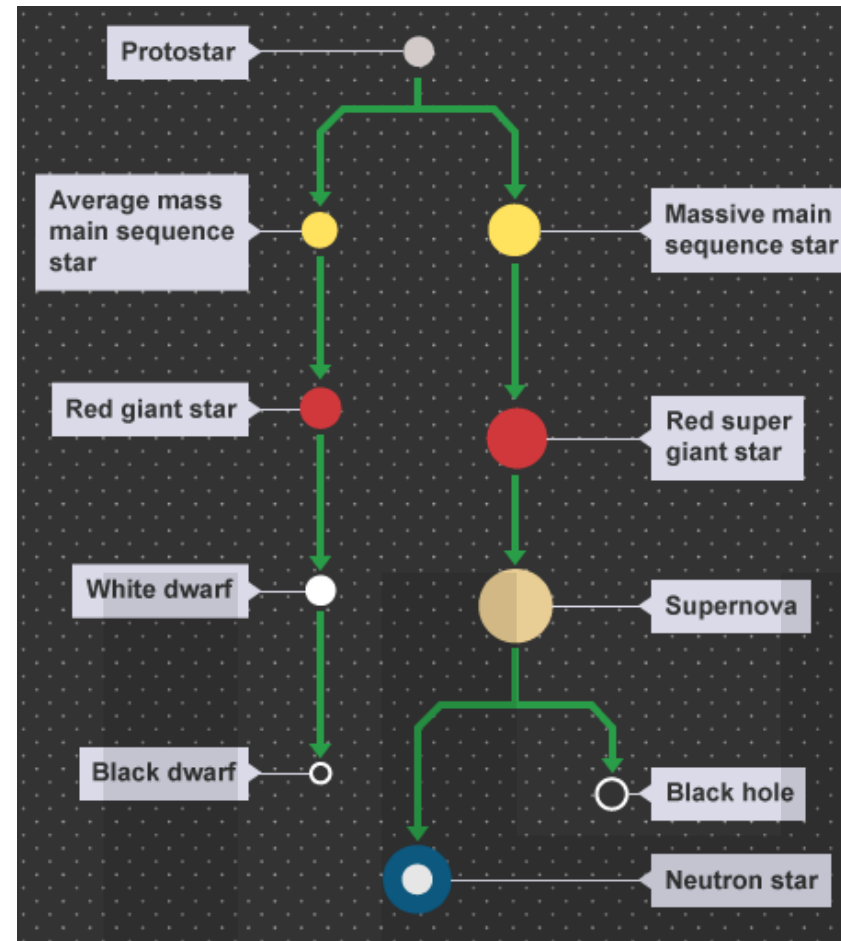 Protostar
Average mass
main sequence
star
Massive main
sequence star
Red giant star
Red super
giant star
White dwarf
Supernova
Black dwarf
Black hole
Neutron star